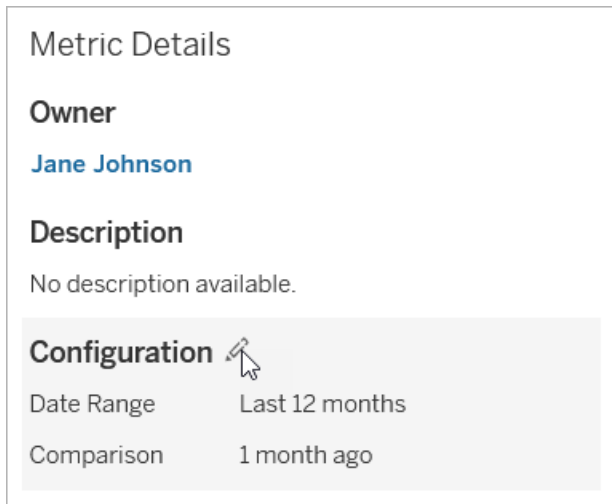 Metric Details
Owner
Jane Johnson
Description
No description available.
Configuration
Date Range Last 12 months
Comparison 1 month ago